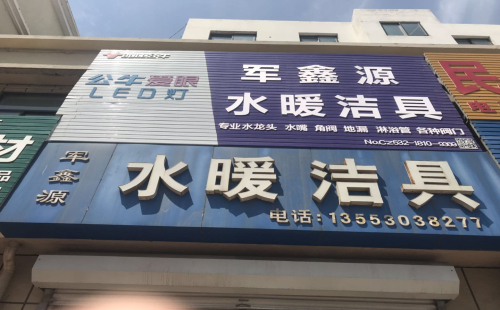 公牛
公牛爱眼
LED灯
军鑫源
水暖洁具
专业水龙头 水嘴 角阀 地漏 淋浴管 各种阀门
军鑫源
水暖洁具
电话:13553038277
民
材